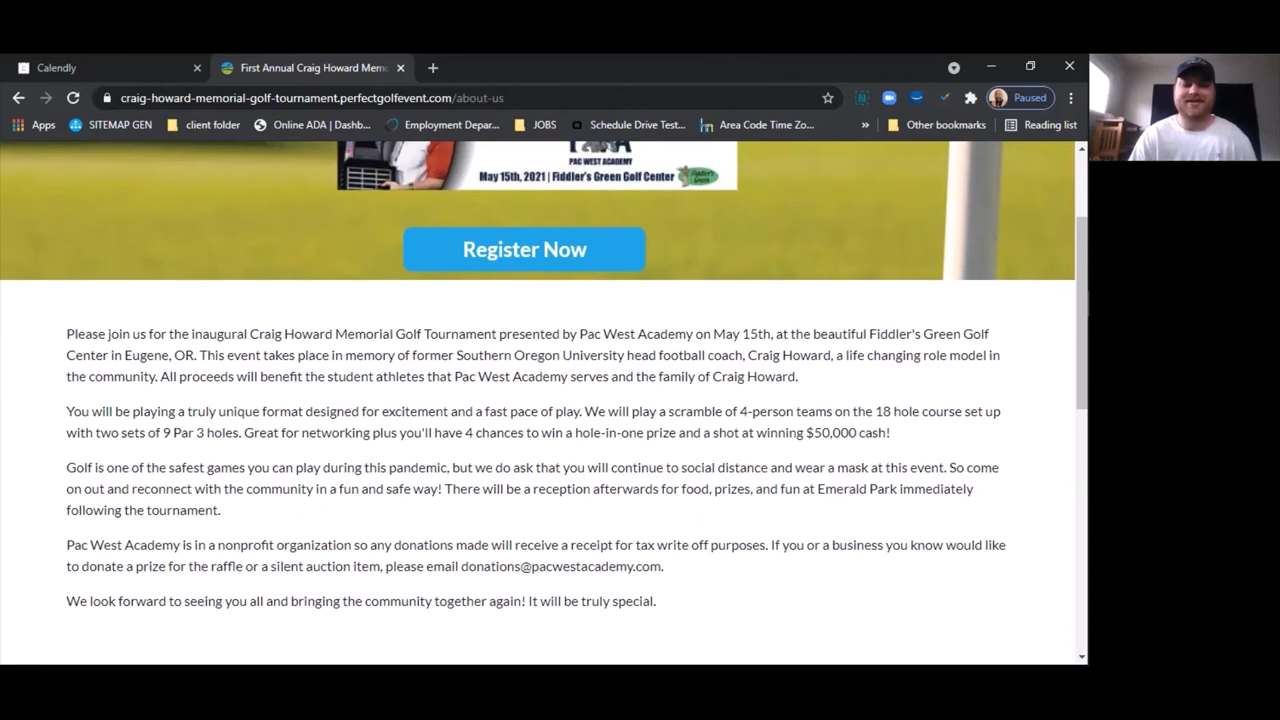 Calendly
First Annual Craig Howard Mem
craig-howard-memorial-golf-tournament.perfectgolfevent.com/about-us
Paused
Apps
SITEMAP GEN
client folder
Online ADA | Dashb...
Employment Depar...
JOBS
Schedule Drive Test...
Area Code Time Zo...
»
Other bookmarks
Reading list
PAC WEST ACADEMY
May 15th, 2021 | Fiddler's Green Golf Center
Register Now
Please join us for the inaugural Craig Howard Memorial Golf Tournament presented by Pac West Academy on May 15th, at the beautiful Fiddler's Green Golf
Center in Eugene, OR. This event takes place in memory of former Southern Oregon University head football coach, Craig Howard, a life changing role model in
the community. All proceeds will benefit the student athletes that Pac West Academy serves and the family of Craig Howard.
You will be playing a truly unique format designed for excitement and a fast pace of play. We will play a scramble of 4-person teams on the 18 hole course set up
with two sets of 9 Par 3 holes. Great for networking plus you'll have 4 chances to win a hole-in-one prize and a shot at winning $50,000 cash!
Golf is one of the safest games you can play during this pandemic, but we do ask that you will continue to social distance and wear a mask at this event. So come
on out and reconnect with the community in a fun and safe way! There will be a reception afterwards for food, prizes, and fun at Emerald Park immediately
following the tournament.
Pac West Academy is in a nonprofit organization so any donations made will receive a receipt for tax write off purposes. If you or a business you know would like
to donate a prize for the raffle or a silent auction item, please email donations@pacwestacademy.com.
We look forward to seeing you all and bringing the community together again! It will be truly special.